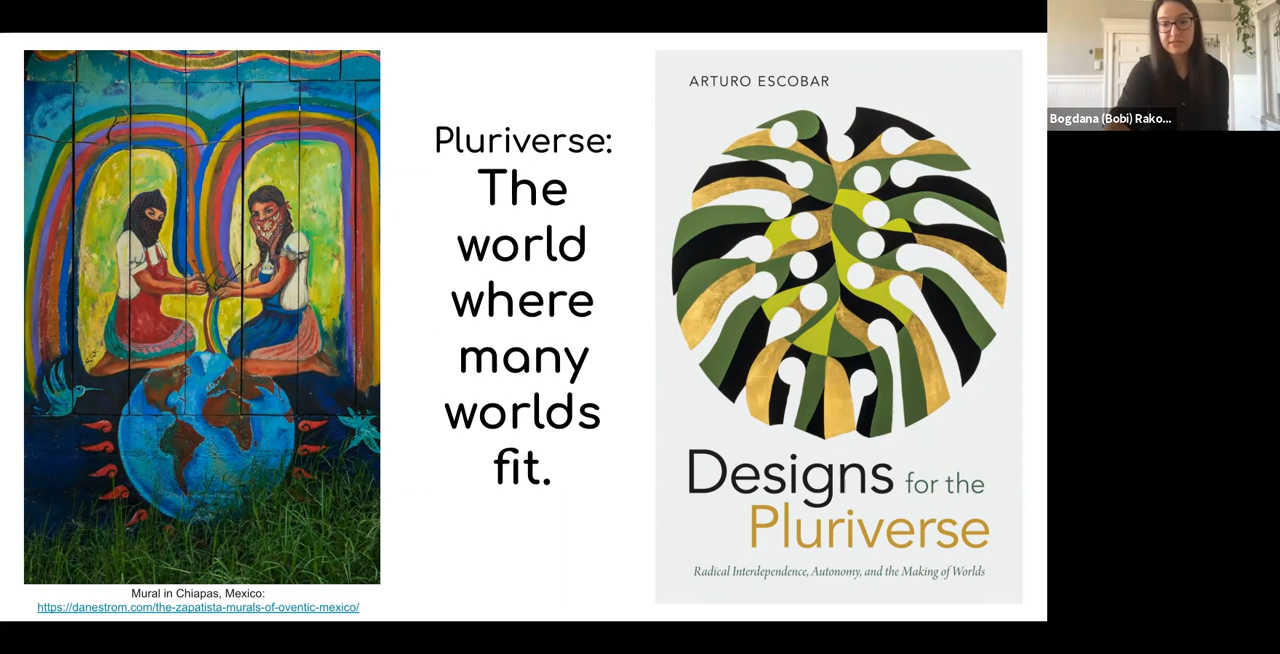 Pluriverse:
The
world
where
many
worlds
fit.
Mural in Chiapas, Mexico:
https://danestrom.com/the-zapatista-murals-of-oventic-mexico/
ARTURO ESCOBAR
Designs for the
Pluriverse
Radical Interdependence, Autonomy, and the Making of Worlds
Bogdana (Bobi) Rako...